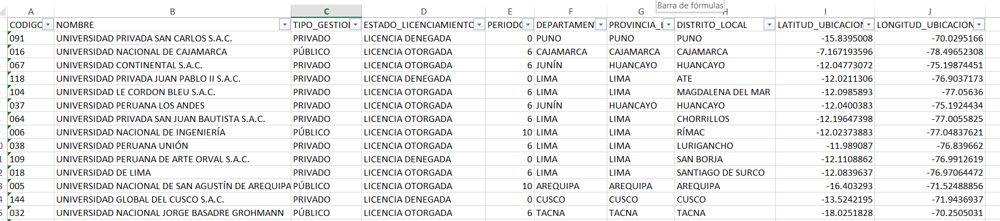 Barra de fórmulas
A B C D E F G H I J
CODIGO NOMBRE TIPO_GESTION ESTADO_LICENCIAMIENTO PERIODO DEPARTAMEN PROVINCIA_L DISTRITO_LOCAL LATITUD_UBICACION LONGITUD_UBICACION
091 UNIVERSIDAD PRIVADA SAN CARLOS S.A.C. PRIVADO LICENCIA DENEGADA 0 PUNO PUNO PUNO -15.8395008 -70.0295166
016 UNIVERSIDAD NACIONAL DE CAJAMARCA PÚBLICO LICENCIA OTORGADA 6 CAJAMARCA CAJAMARCA CAJAMARCA -7.167193596 -78.49652308
067 UNIVERSIDAD CONTINENTAL S.A.C. PRIVADO LICENCIA OTORGADA 6 JUNÍN HUANCAYO HUANCAYO -12.04773072 -75.19874451
118 UNIVERSIDAD PRIVADA JUAN PABLO II S.A.C. PRIVADO LICENCIA DENEGADA 0 LIMA LIMA ATE -12.0211306 -76.9037173
104 UNIVERSIDAD LE CORDON BLEU S.A.C. PRIVADO LICENCIA OTORGADA 6 LIMA LIMA MAGDALENA DEL MAR -12.0985893 -77.05636
037 UNIVERSIDAD PERUANA LOS ANDES PRIVADO LICENCIA OTORGADA 6 JUNÍN HUANCAYO HUANCAYO -12.0400383 -75.1924434
064 UNIVERSIDAD PRIVADA SAN JUAN BAUTISTA S.A.C. PRIVADO LICENCIA OTORGADA 6 LIMA LIMA CHORRILLOS -12.19647398 -77.0055825
006 UNIVERSIDAD NACIONAL DE INGENIERÍA PÚBLICO LICENCIA OTORGADA 10 LIMA LIMA RÍMAC -12.02373883 -77.04837621
038 UNIVERSIDAD PERUANA UNIÓN PRIVADO LICENCIA OTORGADA 6 LIMA LIMA LURIGANCHO -11.989087 -76.839662
109 UNIVERSIDAD PERUANA DE ARTE ORVAL S.A.C. PRIVADO LICENCIA DENEGADA 0 LIMA LIMA SAN BORJA -12.1108862 -76.9912619
018 UNIVERSIDAD DE LIMA PRIVADO LICENCIA OTORGADA 6 LIMA LIMA SANTIAGO DE SURCO -12.0839637 -76.97064472
005 UNIVERSIDAD NACIONAL DE SAN AGUSTÍN DE AREQUIPA PÚBLICO LICENCIA OTORGADA 10 AREQUIPA AREQUIPA AREQUIPA -16.403293 -71.52488856
144 UNIVERSIDAD GLOBAL DEL CUSCO S.A.C. PRIVADO LICENCIA DENEGADA 0 CUSCO CUSCO CUSCO -13.5242195 -71.9436937
032 UNIVERSIDAD NACIONAL JORGE BASADRE GROHMANN PÚBLICO LICENCIA OTORGADA 6 TACNA TACNA TACNA -18.0251828 -70.2505031